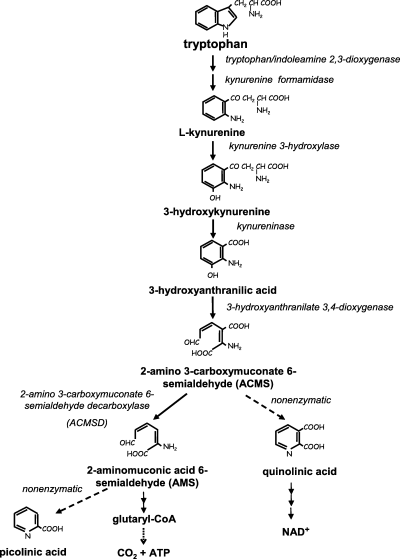 CH₂ CH COOH
NH₂
N
H
tryptophan
tryptophan/indoleamine 2,3-dioxygenase
kynurenine formamidase
CO CH₂ CH COOH
NH₂ NH₂
L-kynurenine
kynurenine 3-hydroxylase
CO CH₂ CH COOH
NH₂ NH₂
OH
3-hydroxykynurenine
kynureninase
COOH
NH₂
OH
3-hydroxyanthranilic acid
3-hydroxyanthranilate 3,4-dioxygenase
COOH
OHC NH₂
HOOC
2-amino 3-carboxymuconate 6-
semialdehyde (ACMS)
2-amino 3-carboxymuconate 6-
semialdehyde decarboxylase
(ACMSD)
nonenzymatic
OHC NH₂
HOOC
COOH
COOH
N
2-aminomuconic acid 6-
semialdehyde (AMS)
quinolinic acid
nonenzymatic
glutaryl-CoA
NAD⁺
COOH
N
picolinic acid
CO₂ + ATP